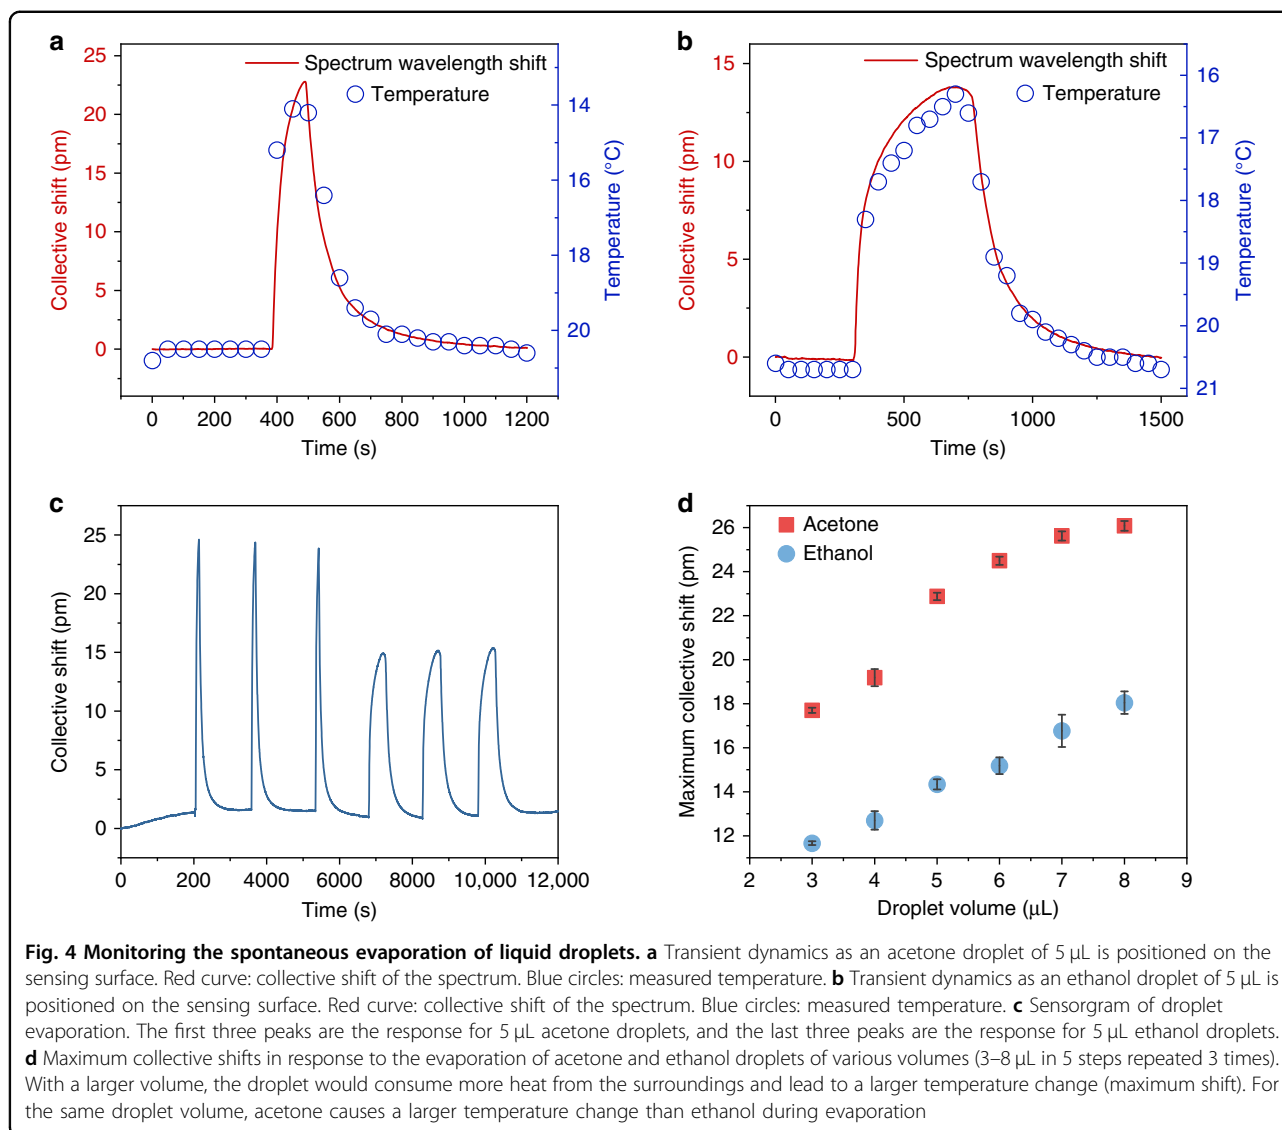 a
25
20
15
10
5
0
Collective shift (pm)
Spectrum wavelength shift
Temperature
14
16
18
20
Temperature (°C)
0 200 400 600 800 1000 1200
Time (s)
b
15
10
5
0
Collective shift (pm)
Spectrum wavelength shift
Temperature
16
17
18
19
20
21
Temperature (°C)
0 500 1000 1500
Time (s)
c
25
20
15
10
5
0
Collective shift (pm)
0 2000 4000 6000 8000 10,000 12,000
Time (s)
d
26
24
22
20
18
16
14
12
Maximum collective shift (pm)
Acetone
Ethanol
2 3 4 5 6 7 8 9
Droplet volume (μL)
Fig. 4 Monitoring the spontaneous evaporation of liquid droplets. a Transient dynamics as an acetone droplet of 5 μL is positioned on the
sensing surface. Red curve: collective shift of the spectrum. Blue circles: measured temperature. b Transient dynamics as an ethanol droplet of 5 μL is
positioned on the sensing surface. Red curve: collective shift of the spectrum. Blue circles: measured temperature. c Sensorgram of droplet
evaporation. The first three peaks are the response for 5 μL acetone droplets, and the last three peaks are the response for 5 μL ethanol droplets.
d Maximum collective shifts in response to the evaporation of acetone and ethanol droplets of various volumes (3–8 μL in 5 steps repeated 3 times).
With a larger volume, the droplet would consume more heat from the surroundings and lead to a larger temperature change (maximum shift). For
the same droplet volume, acetone causes a larger temperature change than ethanol during evaporation